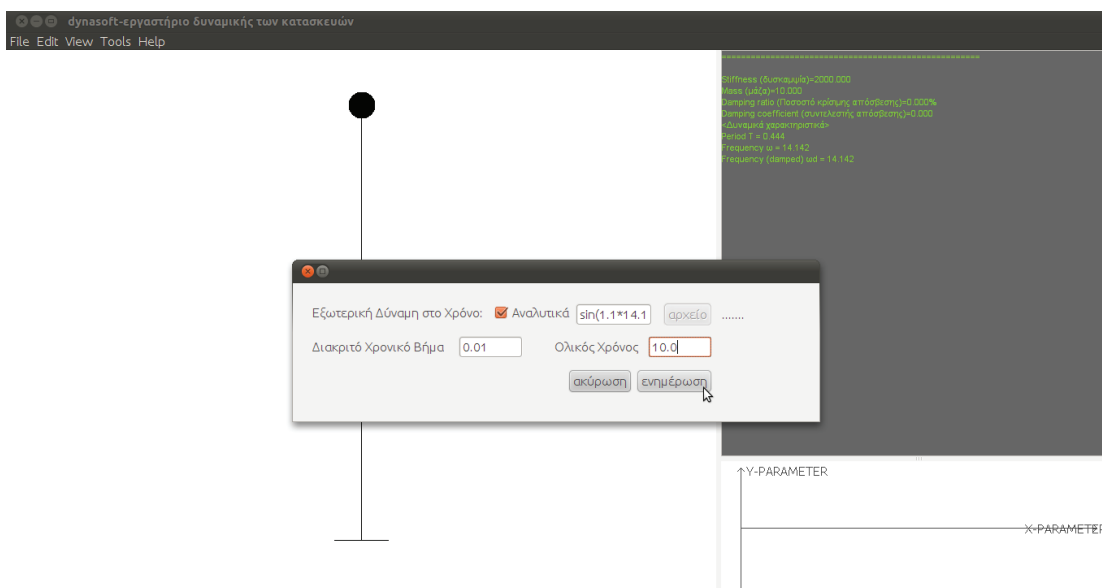 dynasoft-εργαστήριο δυναμικής των κατασκευών
File Edit View Tools Help
=====================================================
Stiffness (δυσκαμψία)=2000.000
Mass (μάζα)=10.000
Damping ratio (Ποσοστό κρίσιμης απόσβεσης)=0.000%
Damping coefficient (συντελεστής απόσβεσης)=0.000
<Δυναμικά χαρακτηριστικά>
Period T = 0.444
Frequency ω = 14.142
Frequency (damped) ωd = 14.142
Εξωτερική Δύναμη στο Χρόνο: Αναλυτικά sin(1.1*14.1 αρχείο .......
Διακριτό Χρονικό Βήμα 0.01 Ολικός Χρόνος 10.0
ακύρωση ενημέρωση
Y-PARAMETER
X-PARAMETER